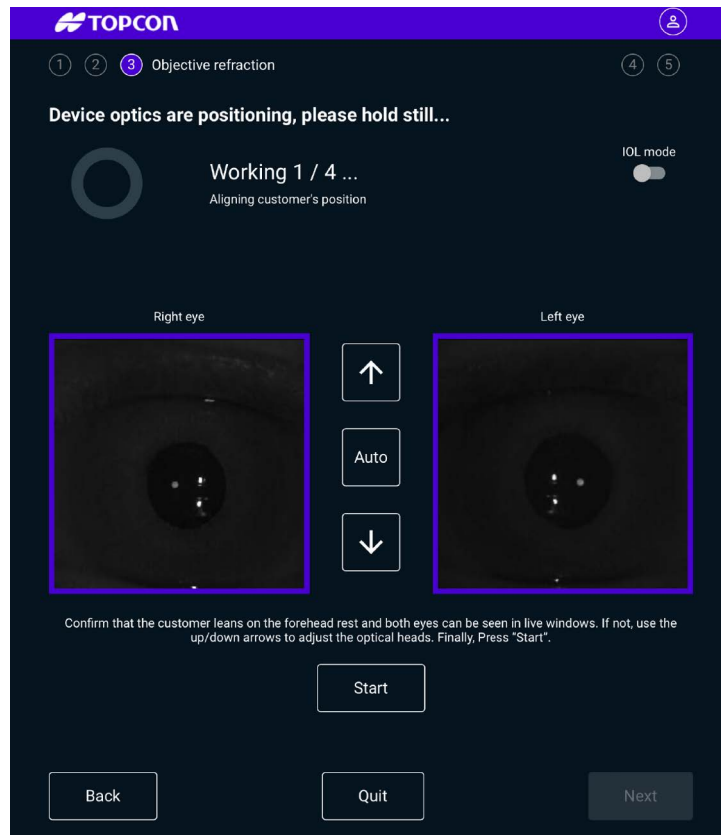 TOPCON
1 2 3 Objective refraction 4 5
Device optics are positioning, please hold still...
IOL mode
Working 1 / 4 ...
Aligning customer's position
Right eye
Left eye
Auto
Confirm that the customer leans on the forehead rest and both eyes can be seen in live windows. If not, use the
up/down arrows to adjust the optical heads. Finally, Press "Start".
Start
Back
Quit
Next